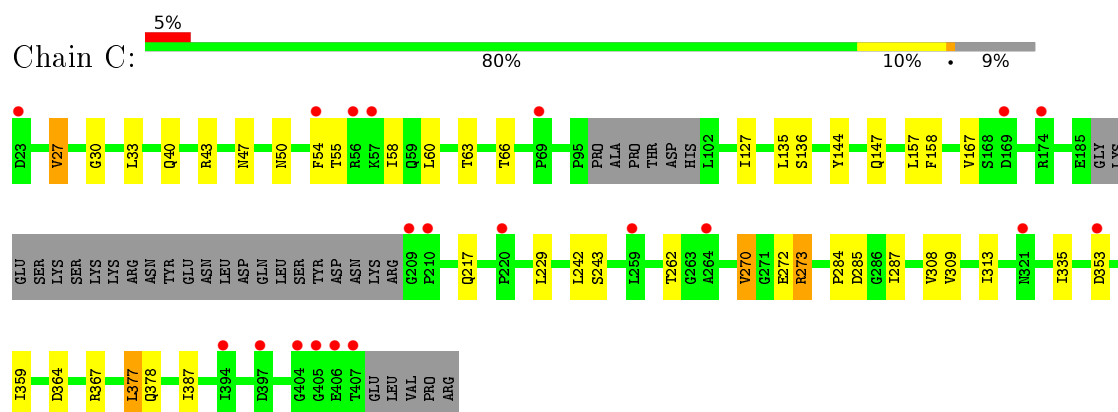 5%
Chain C:
80% 10% • 9%
D23 V27 G30 L33 Q40 R43 N47 N50 F54 T55 R56 K57 I58 Q59 L60 T63 T66 P69 P95 PRO ALA PRO THR ASP HIS L102 I127 L135 S136 Y144 Q147 L157 F158 V167 S168 D169 R174 E185 GLY LYS
GLU SER LYS SER LYS LYS ARG ASN TYR GLU ASN LEU ASP GLN LEU SER TYR ASP ASN LYS ARG G209 P210 Q217 P220 L229 L242 S243 L259 T262 G263 A264 V270 G271 E272 R273 P284 D285 G286 I287 V308 V309 I313 N321 I335 D353
I359 D364 R367 L377 Q378 I387 I394 D397 G404 G405 E406 T407 GLU LEU VAL PRO ARG